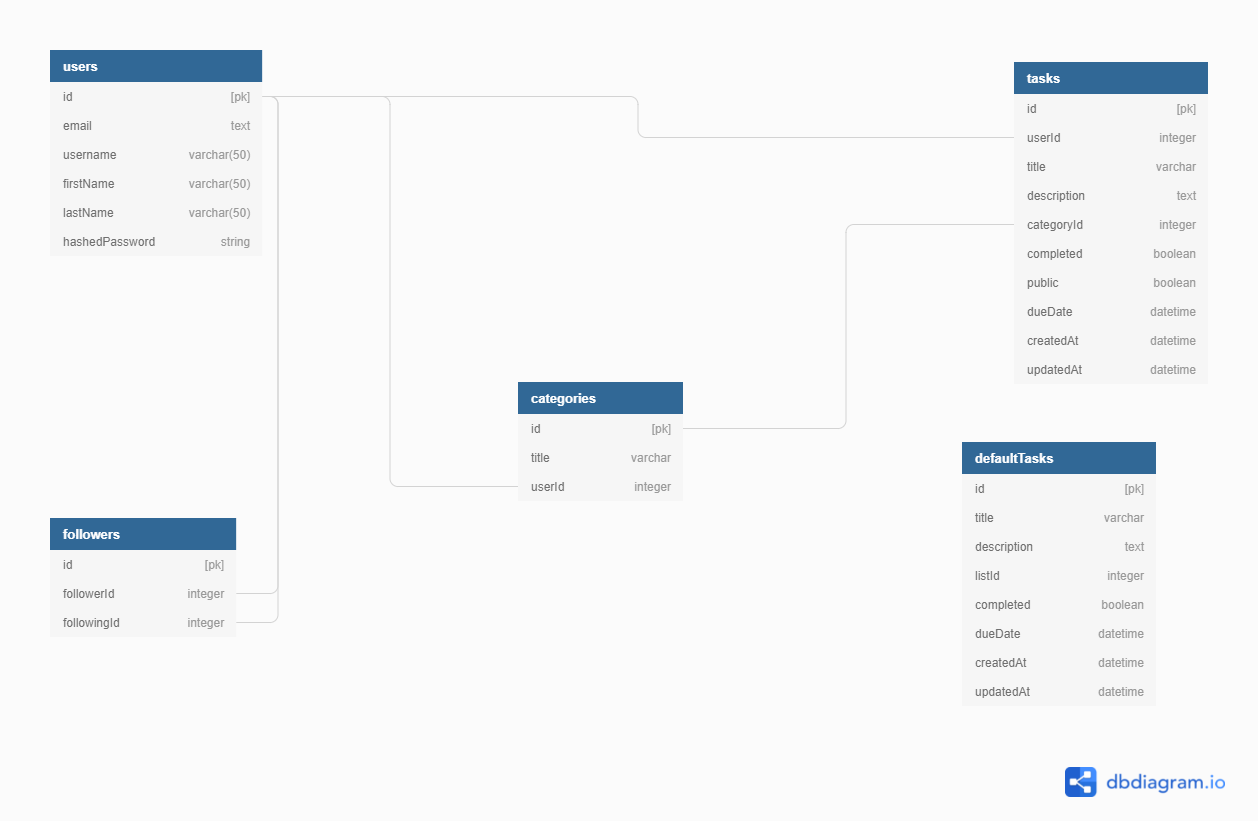 users
id [pk]
email text
username varchar(50)
firstName varchar(50)
lastName varchar(50)
hashedPassword string
tasks
id [pk]
userId integer
title varchar
description text
categoryId integer
completed boolean
public boolean
dueDate datetime
createdAt datetime
updatedAt datetime
categories
id [pk]
title varchar
userId integer
followers
id [pk]
followerId integer
followingId integer
defaultTasks
id [pk]
title varchar
description text
listId integer
completed boolean
dueDate datetime
createdAt datetime
updatedAt datetime
dbdiagram.io